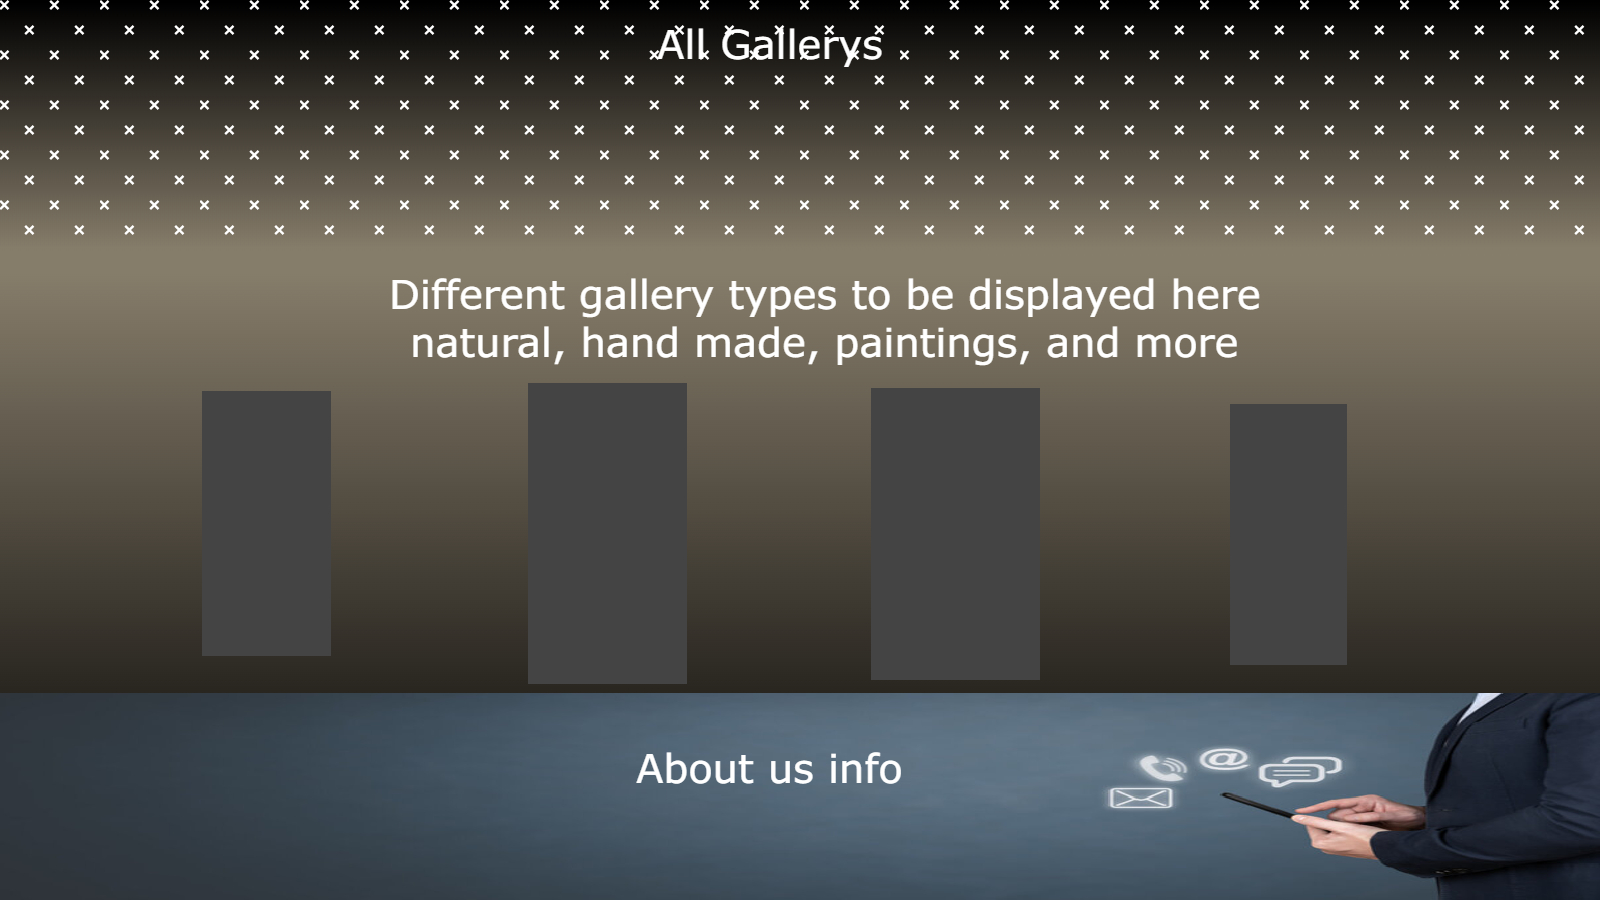 All Gallerys
Different gallery types to be displayed here
natural, hand made, paintings, and more
About us info
@